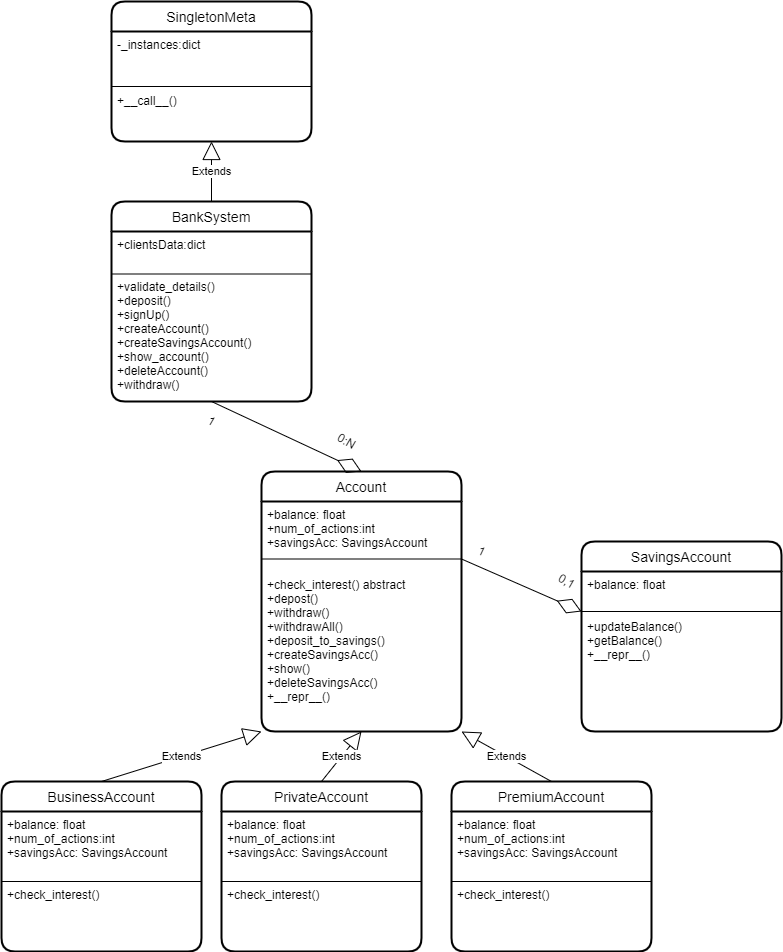 SingletonMeta
-_instances:dict
+__call__()
Extends
BankSystem
+clientsData:dict
+validate_details()
+deposit()
+signUp()
+createAccount()
+createSavingsAccount()
+show_account()
+deleteAccount()
+withdraw()
1
0:N
Account
+balance: float
+num_of_actions:int
+savingsAcc: SavingsAccount
+check_interest() abstract
+depost()
+withdraw()
+withdrawAll()
+deposit_to_savings()
+createSavingsAcc()
+show()
+deleteSavingsAcc()
+__repr__()
1
0,1
SavingsAccount
+balance: float
+updateBalance()
+getBalance()
+__repr__()
Extends
Extends
Extends
BusinessAccount
+balance: float
+num_of_actions:int
+savingsAcc: SavingsAccount
+check_interest()
PrivateAccount
+balance: float
+num_of_actions:int
+savingsAcc: SavingsAccount
+check_interest()
PremiumAccount
+balance: float
+num_of_actions:int
+savingsAcc: SavingsAccount
+check_interest()